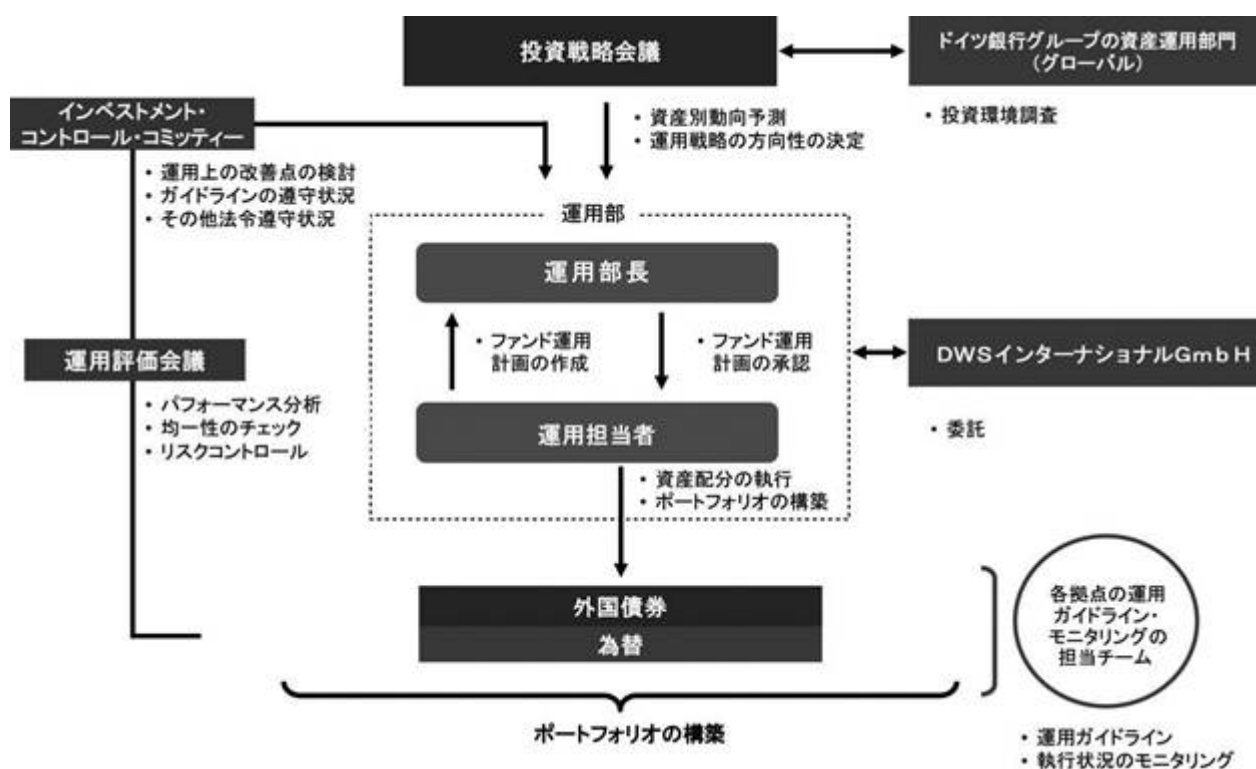 投資戦略会議
ドイツ銀行グループの資産運用部門
(グローバル)
・投資環境調査
インベストメント・
コントロール・コミッティー
・資産別動向予測
・運用戦略の方向性の決定
・運用上の改善点の検討
・ガイドラインの遵守状況
・その他法令遵守状況
運用部
運用部長
・ファンド運用
計画の作成
・ファンド運用
計画の承認
運用評価会議
DWSインターナショナルGmbH
・パフォーマンス分析
・均一性のチェック
・リスクコントロール
運用担当者
・委託
・資産配分の執行
・ポートフォリオの構築
外国債券
為替
各拠点の運用
ガイドライン・
モニタリングの
担当チーム
ポートフォリオの構築
・運用ガイドライン
・執行状況のモニタリング